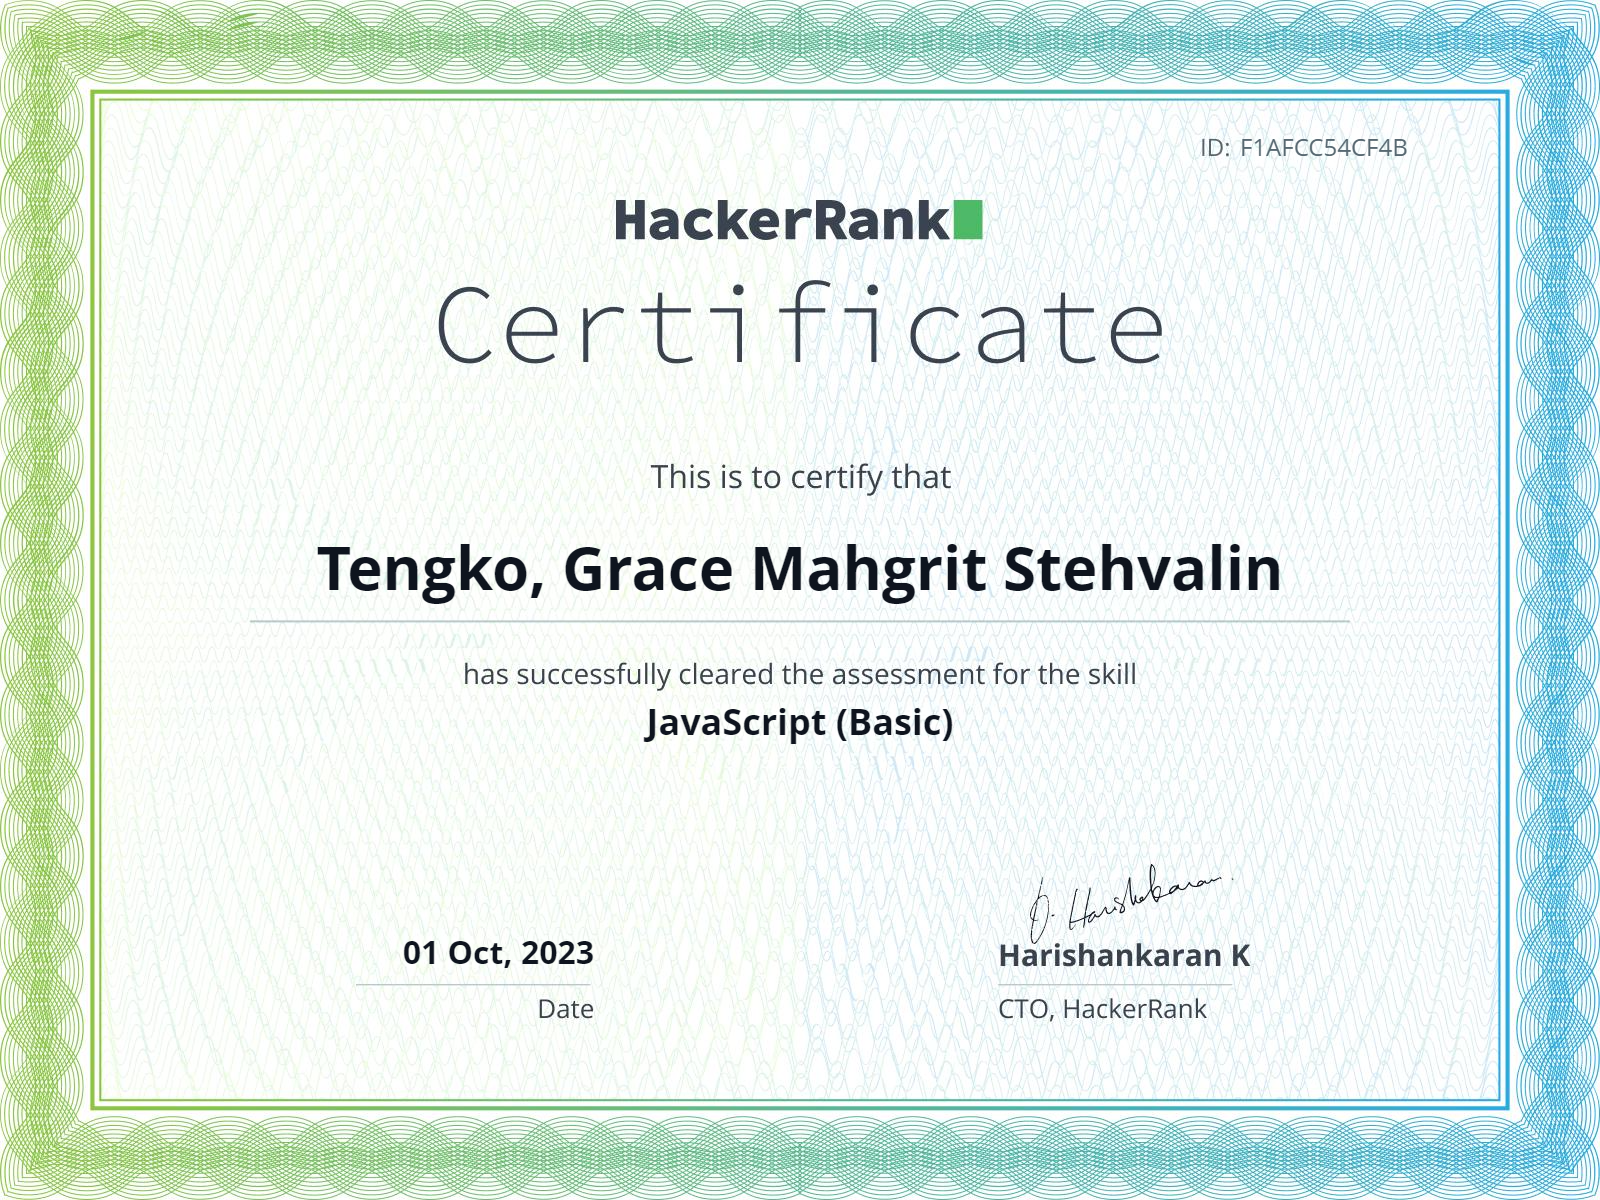 ID: F1AFCC54CF4B
HackerRank
Certificate
This is to certify that
Tengko, Grace Mahgrit Stehvalin
has successfully cleared the assessment for the skill
JavaScript (Basic)
01 Oct, 2023
Date
Harishankaran K
CTO, HackerRank